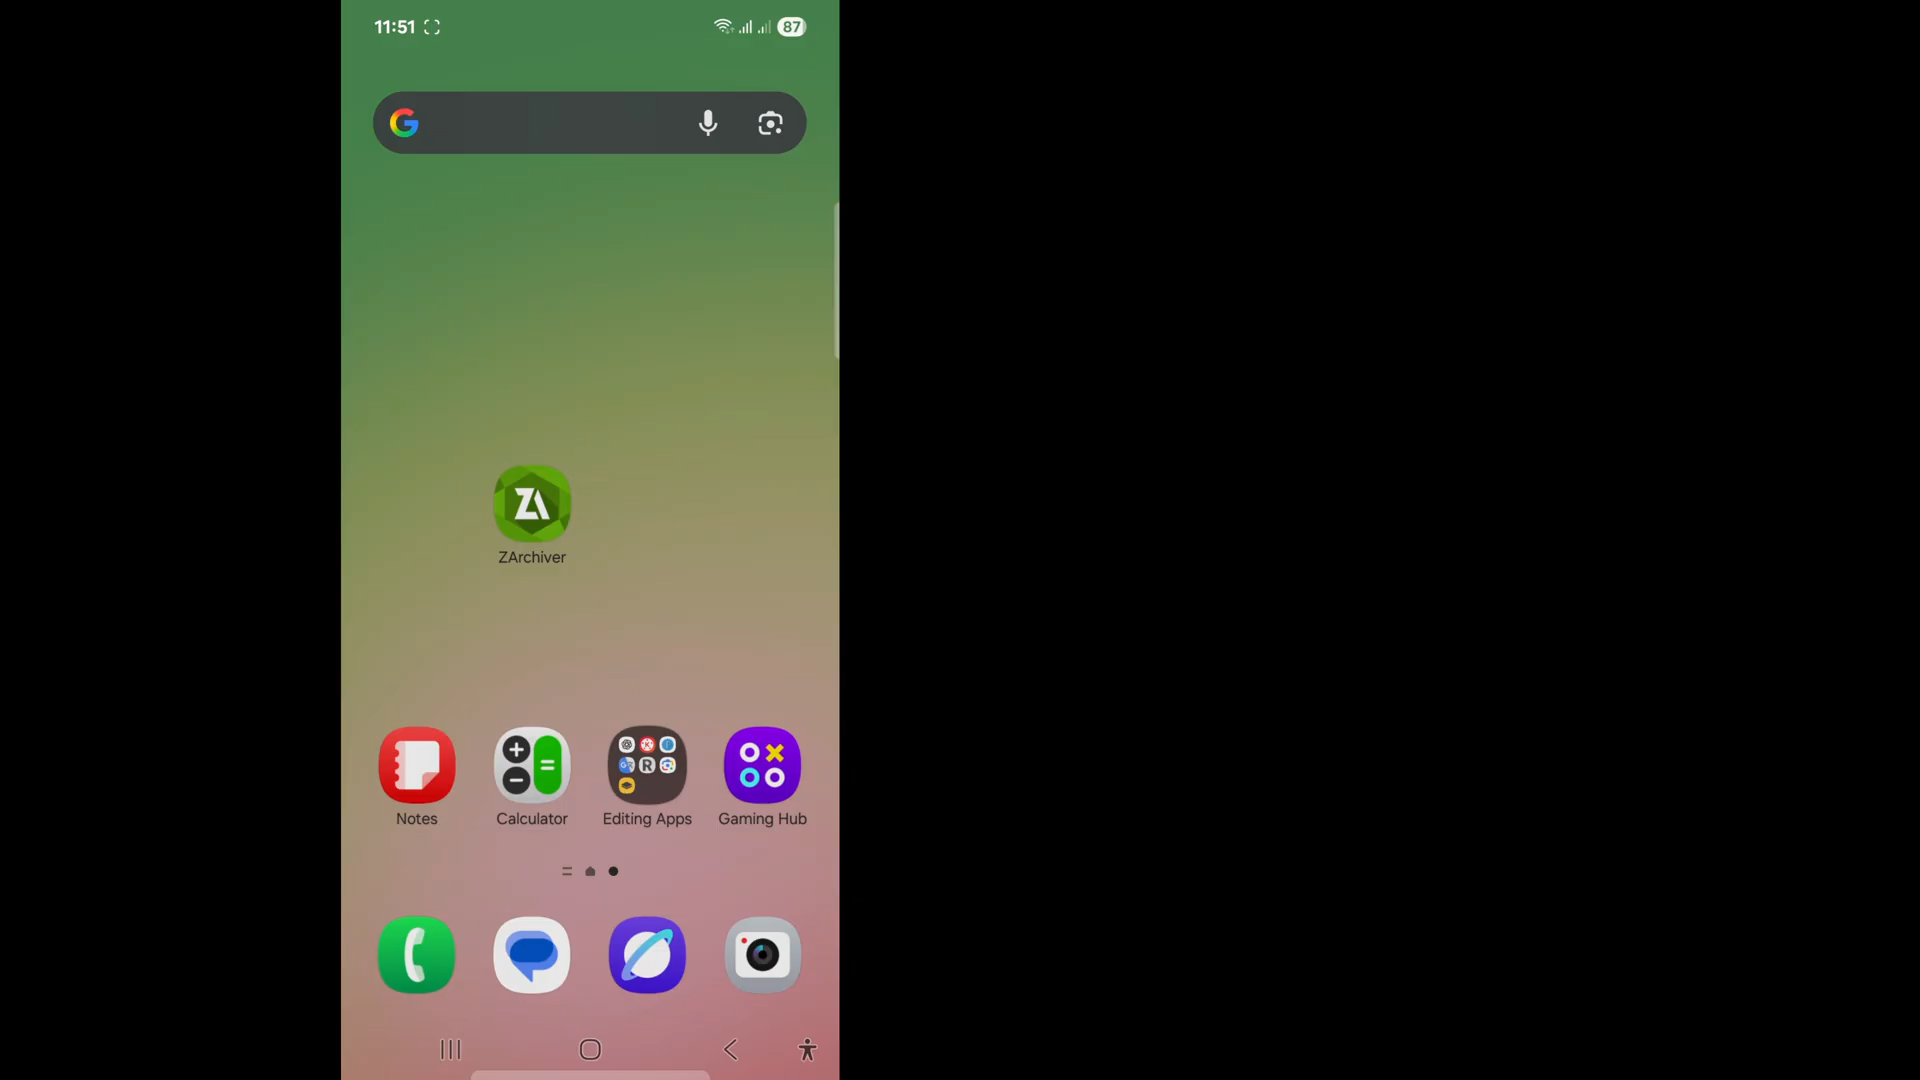 11:51
87
ZArchiver
Notes
Calculator
Editing Apps
Gaming Hub